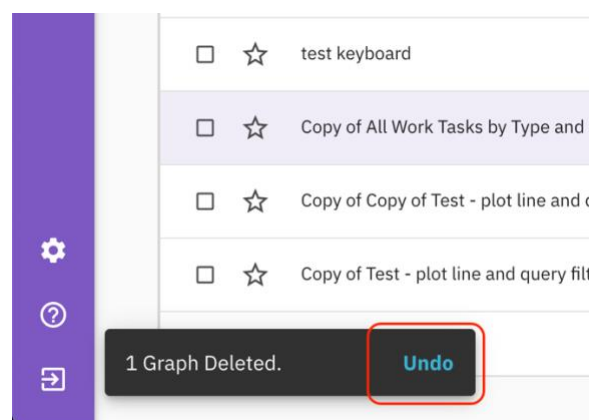 test keyboard
Copy of All Work Tasks by Type and
Copy of Copy of Test - plot line and
Copy of Test - plot line and query filt
1 Graph Deleted. Undo